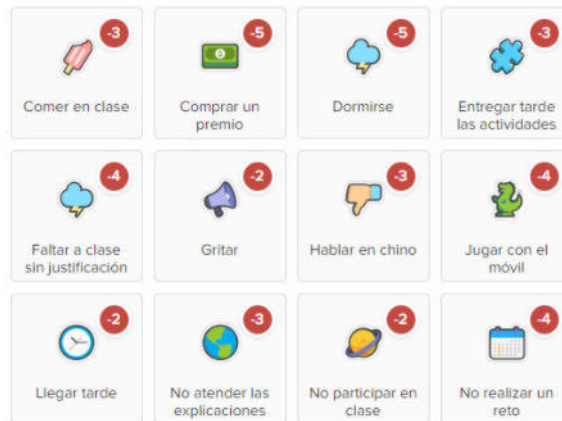 -3
-5
-5
-3
Comer en clase
Comprar un
premio
Dormirse
Entregar tarde
las actividades
-4
-2
-3
-4
Faltar a clase
sin justificación
Gritar
Hablar en chino
Jugar con el
móvil
-2
-3
-2
-4
Llegar tarde
No atender las
explicaciones
No participar en
clase
No realizar un
reto